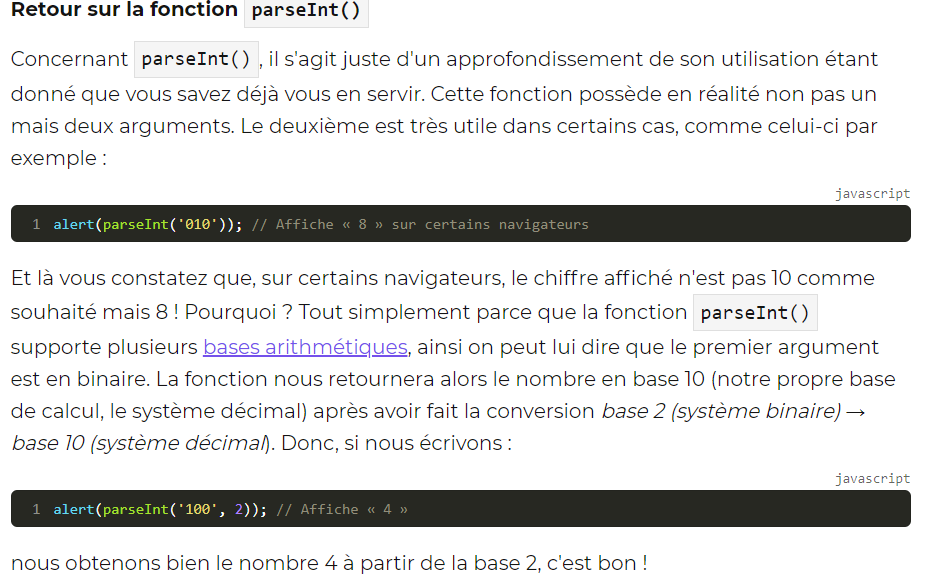 Retour sur la fonction parseInt()
Concernant parseInt(), il s'agit juste d'un approfondissement de son utilisation étant
donné que vous savez déjà vous en servir. Cette fonction possède en réalité non pas un
mais deux arguments. Le deuxième est très utile dans certains cas, comme celui-ci par
exemple :
javascript
1 alert(parseInt('010')); // Affiche « 8 » sur certains navigateurs
Et là vous constatez que, sur certains navigateurs, le chiffre affiché n'est pas 10 comme
souhaité mais 8 ! Pourquoi ? Tout simplement parce que la fonction parseInt()
supporte plusieurs bases arithmétiques, ainsi on peut lui dire que le premier argument
est en binaire. La fonction nous retournera alors le nombre en base 10 (notre propre base
de calcul, le système décimal) après avoir fait la conversion base 2 (système binaire) →
base 10 (système décimal). Donc, si nous écrivons :
javascript
1 alert(parseInt('100', 2)); // Affiche « 4 »
nous obtenons bien le nombre 4 à partir de la base 2, c'est bon !